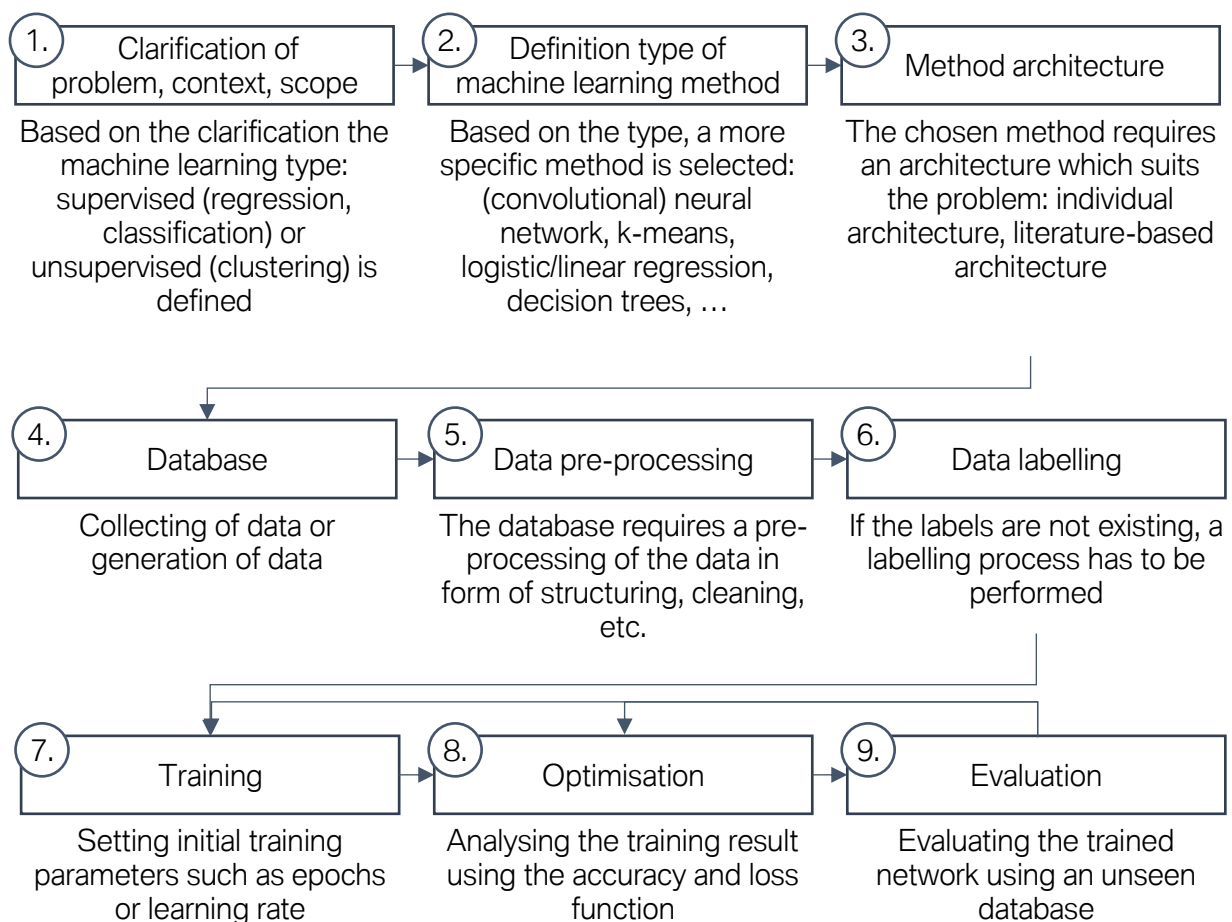 1.
Clarification of
problem, context, scope
Based on the clarification the
machine learning type:
supervised (regression,
classification) or
unsupervised (clustering) is
defined
2.
Definition type of
machine learning method
Based on the type, a more
specific method is selected:
(convolutional) neural
network, k-means,
logistic/linear regression,
decision trees, …
3.
Method architecture
The chosen method requires
an architecture which suits
the problem: individual
architecture, literature-based
architecture
4.
Database
Collecting of data or
generation of data
5.
Data pre-processing
The database requires a pre-
processing of the data in
form of structuring, cleaning,
etc.
6.
Data labelling
If the labels are not existing, a
labelling process has to be
performed
7.
Training
Setting initial training
parameters such as epochs
or learning rate
8.
Optimisation
Analysing the training result
using the accuracy and loss
function
9.
Evaluation
Evaluating the trained
network using an unseen
database